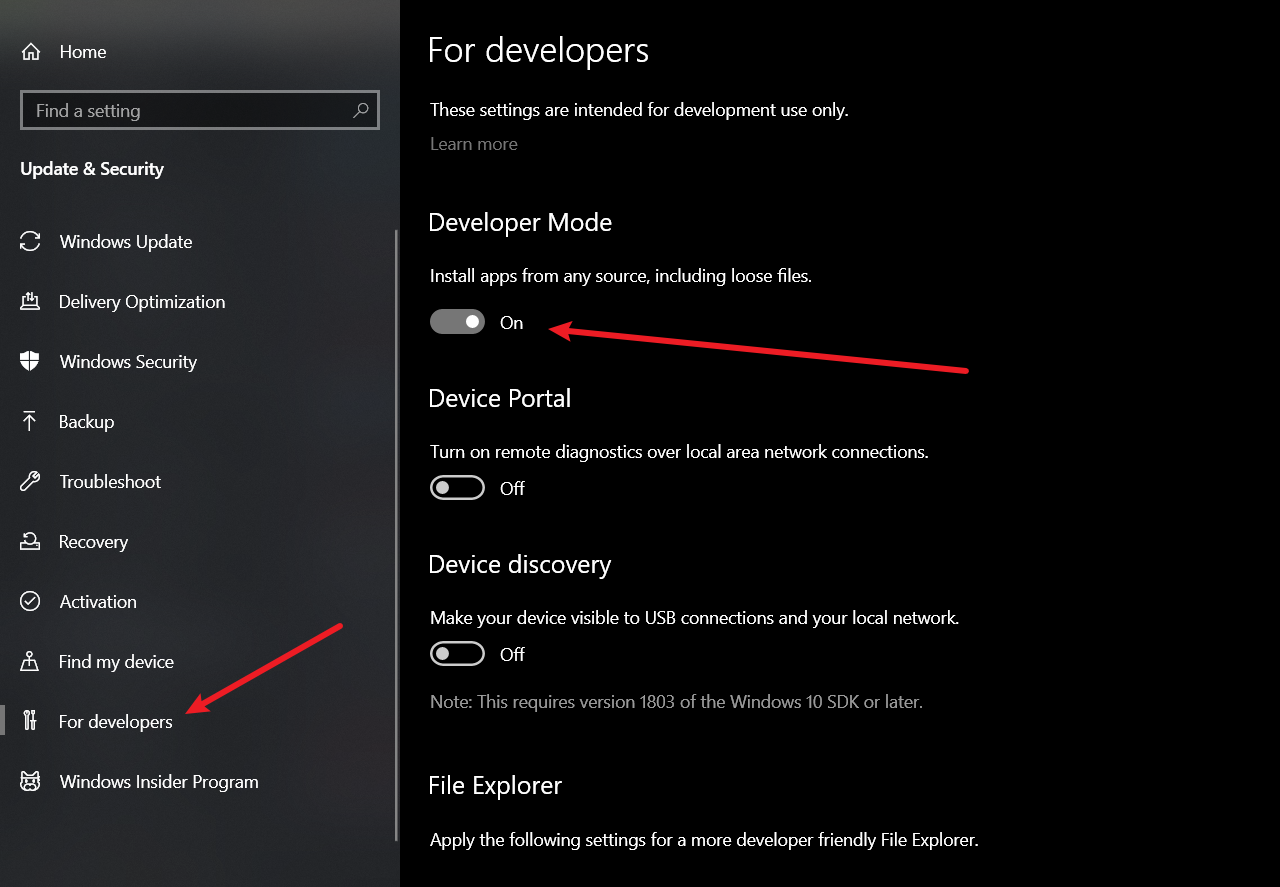 Home
Find a setting
Update & Security
Windows Update
Delivery Optimization
Windows Security
Backup
Troubleshoot
Recovery
Activation
Find my device
For developers
Windows Insider Program
For developers
These settings are intended for development use only.
Learn more
Developer Mode
Install apps from any source, including loose files.
On
Device Portal
Turn on remote diagnostics over local area network connections.
Off
Device discovery
Make your device visible to USB connections and your local network.
Off
Note: This requires version 1803 of the Windows 10 SDK or later.
File Explorer
Apply the following settings for a more developer friendly File Explorer.